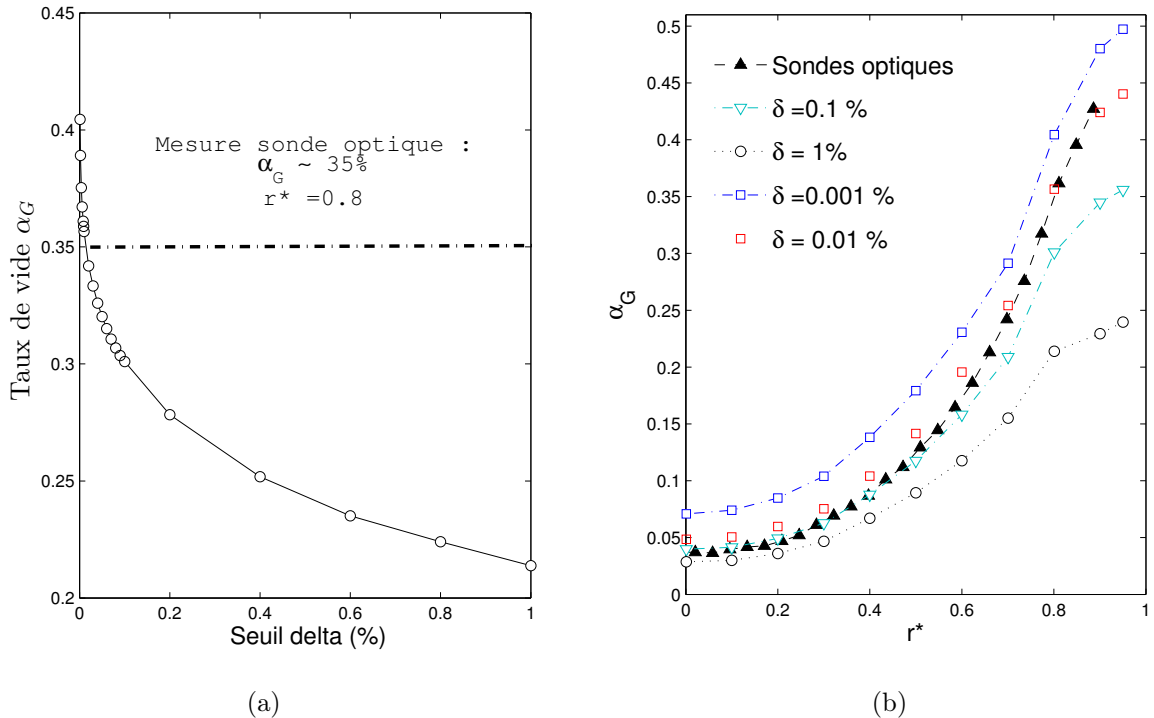 0.45
0.4
0.35
0.3
0.25
0.2
0
0.2
0.4
0.6
0.8
1
Taux de vide α_G
Seuil delta (%)
Mesure sonde optique :
α_G ~ 35%
r* =0.8
(a)
0.5
0.45
0.4
0.35
0.3
0.25
0.2
0.15
0.1
0.05
0
0
0.2
0.4
0.6
0.8
1
α_G
r*
Sondes optiques
δ =0.1 %
δ = 1%
δ =0.001 %
δ = 0.01 %
(b)